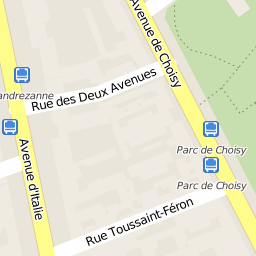 Avenue de Choisy
andrezanne
Rue des Deux Avenues
Avenue d'Italie
Parc de Choisy
Parc de Choisy
Rue Toussaint-Féron